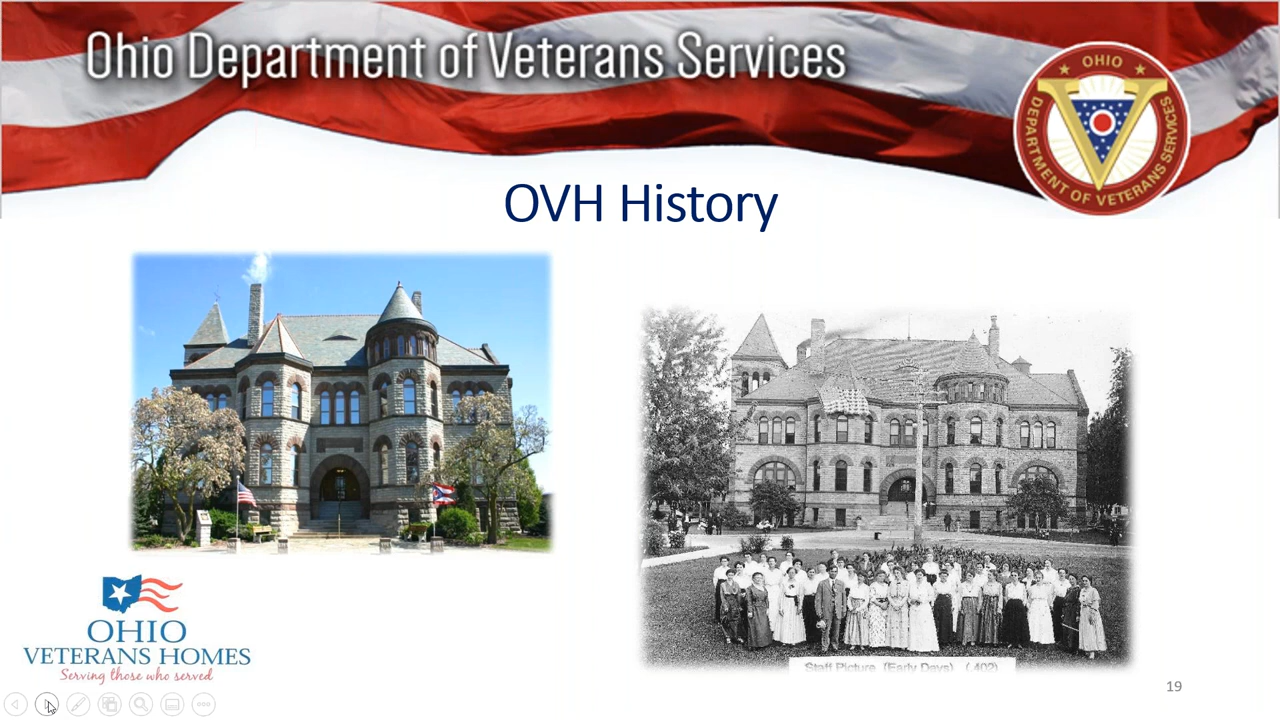 Ohio Department of Veterans Services
OHIO
DEPARTMENT OF VETERANS SERVICES
V
OVH History
OHIO
VETERANS HOMES
Serving those who served
Staff Picture (Early Days) (402)
19